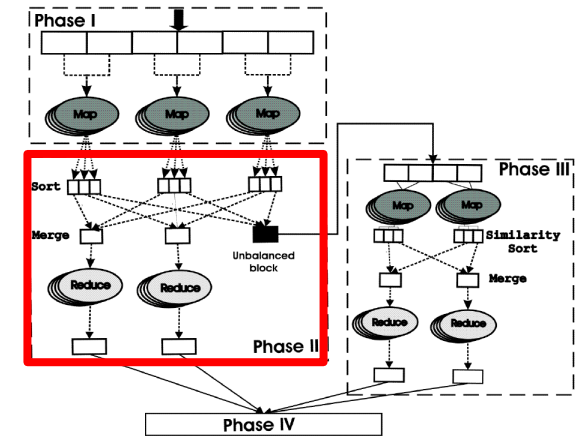 Phase I
Map
Map
Map
Sort
Merge
Unbalanced
block
Reduce
Reduce
Phase II
Phase III
Map
Map
Similarity
Sort
Merge
Reduce
Reduce
Phase IV